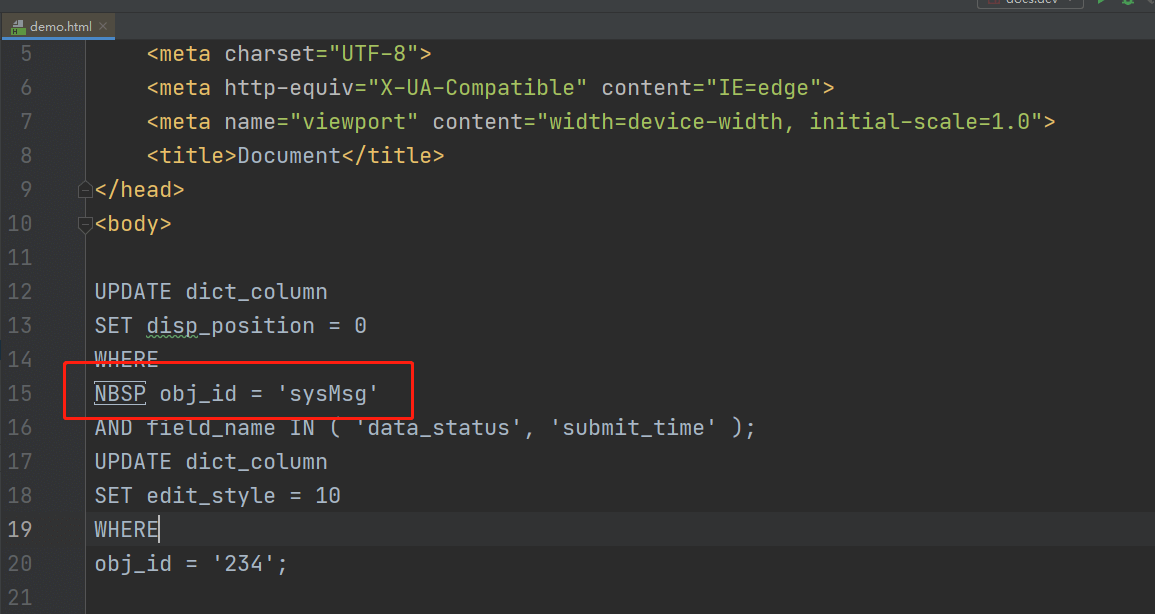 docs.dev
demo.html
5 <meta charset="UTF-8">
6 <meta http-equiv="X-UA-Compatible" content="IE=edge">
7 <meta name="viewport" content="width=device-width, initial-scale=1.0">
8 <title>Document</title>
9 </head>
10 <body>
11
12 UPDATE dict_column
13 SET disp_position = 0
14 WHERE
15 NBSP obj_id = 'sysMsg'
16 AND field_name IN ( 'data_status', 'submit_time' );
17 UPDATE dict_column
18 SET edit_style = 10
19 WHERE
20 obj_id = '234';
21